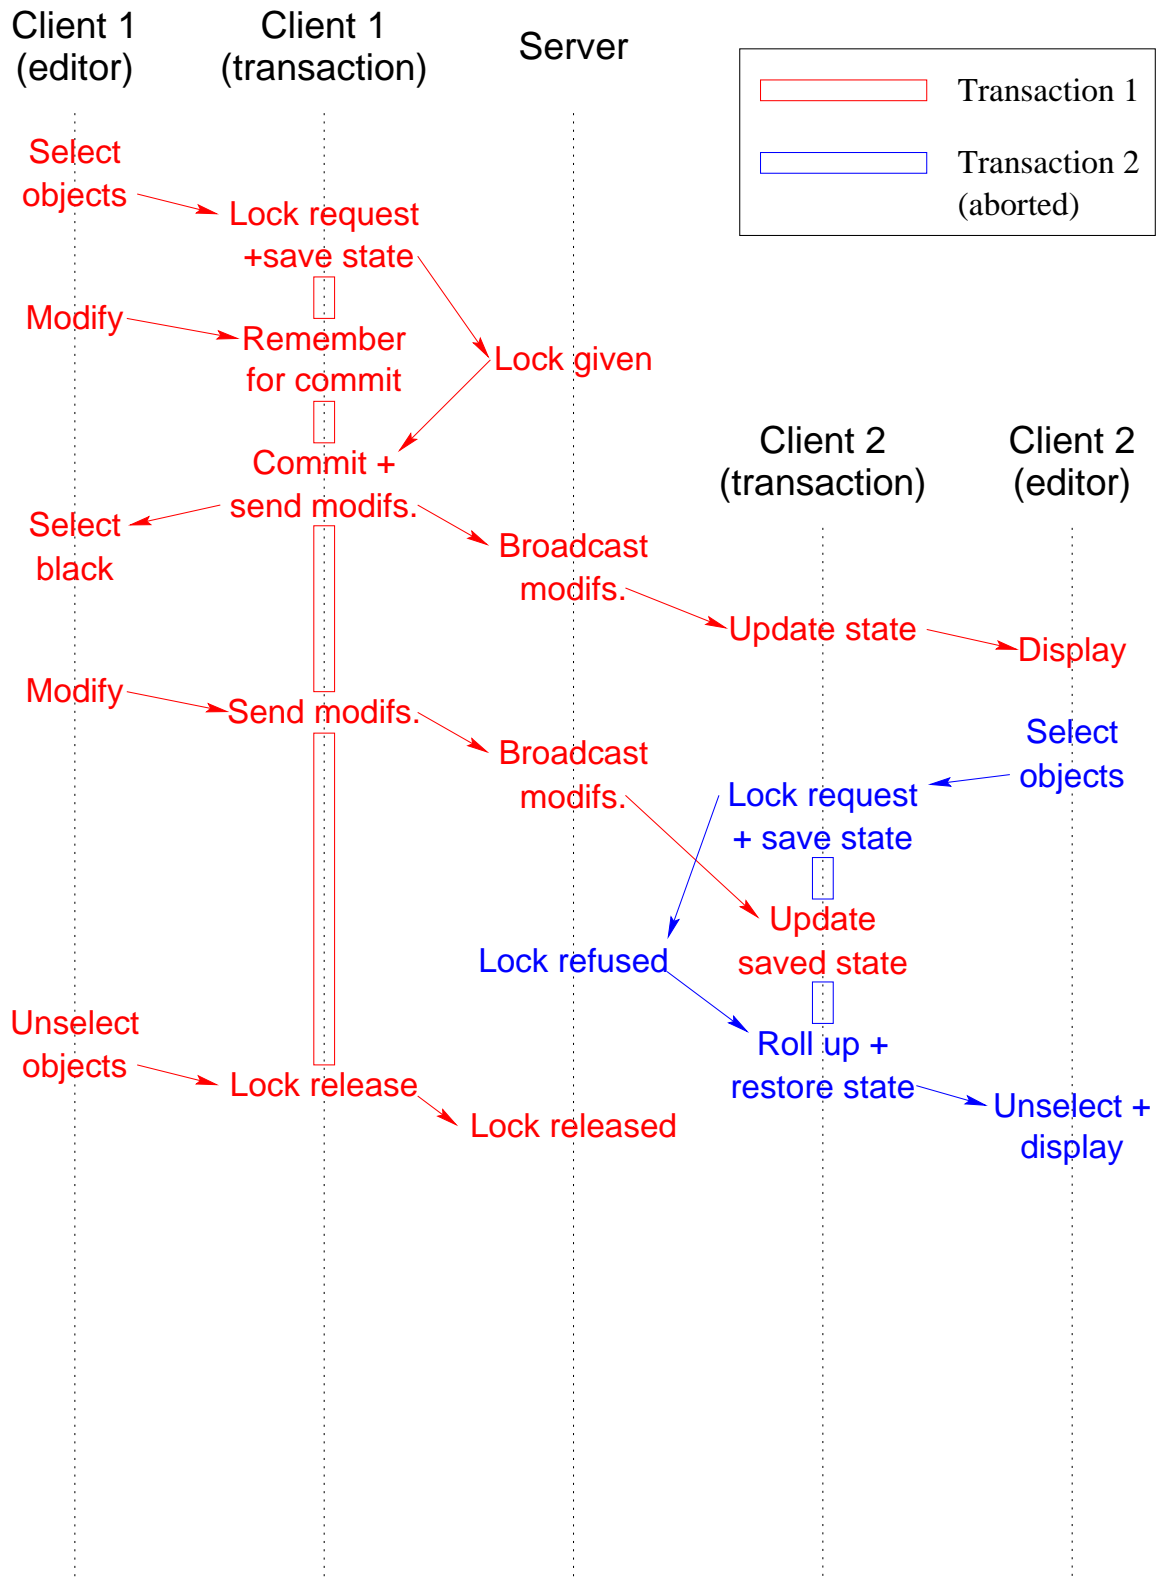 Client 1
(editor)
Client 1
(transaction)
Server
Transaction 1
Transaction 2
(aborted)
Select
objects
Lock request
+save state
Modify
Remember
for commit
Lock given
Client 2
(transaction)
Client 2
(editor)
Commit +
send modifs.
Select
black
Broadcast
modifs.
Update state
Display
Modify
Send modifs.
Broadcast
modifs.
Select
objects
Lock request
+ save state
Update
saved state
Lock refused
Unselect
objects
Roll up +
restore state
Lock release
Lock released
Unselect +
display